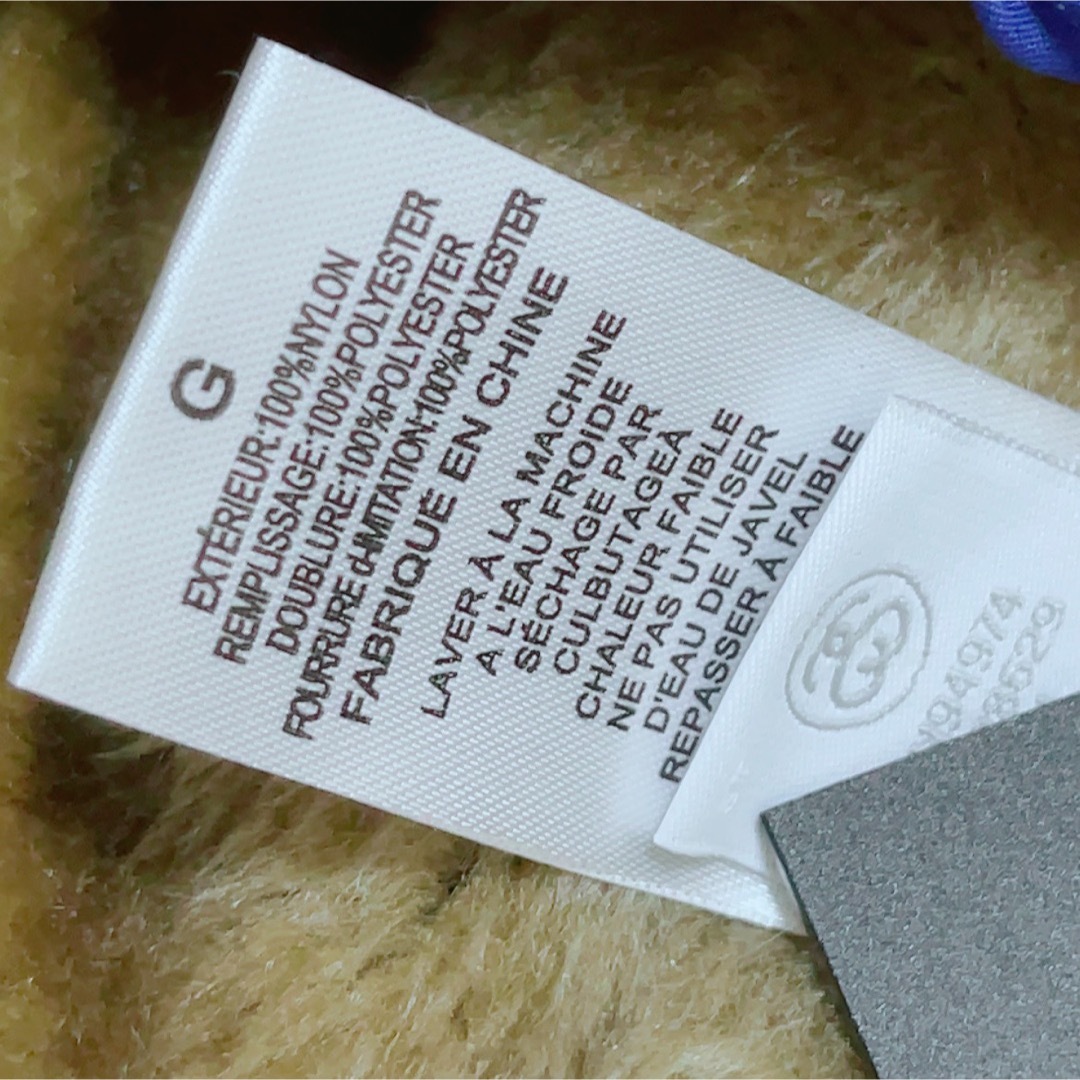 G
EXTÉRIEUR:100%NYLON
REMPLISSAGE:100%POLYESTER
DOUBLURE:100%POLYESTER
FOURRURE d'IMITATION:100%POLYESTER
FABRIQUÉ EN CHINE
LAVER À LA MACHINE
A L'EAU FROIDE
SÉCHAGE PAR
CULBUTAGEÀ
CHALEUR FAIBLE
NE PAS UTILISER
D'EAU DE JAVEL
REPASSER À FAIBLE